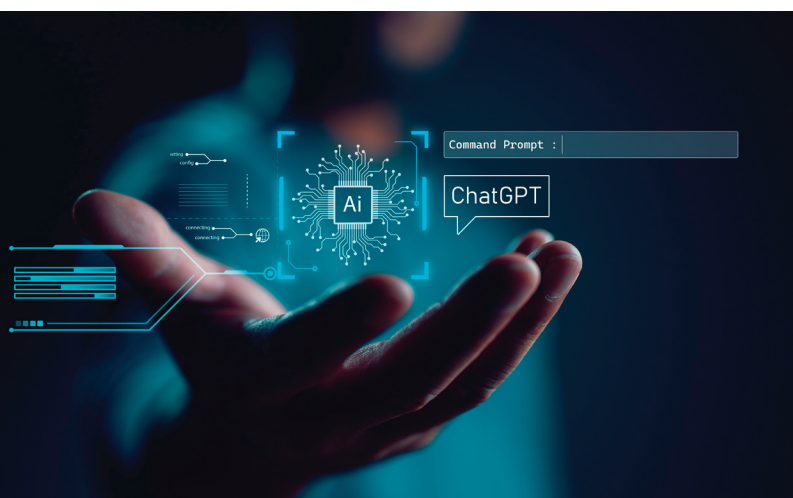 Command Prompt :
setting
config
Ai
ChatGPT
connecting
connecting